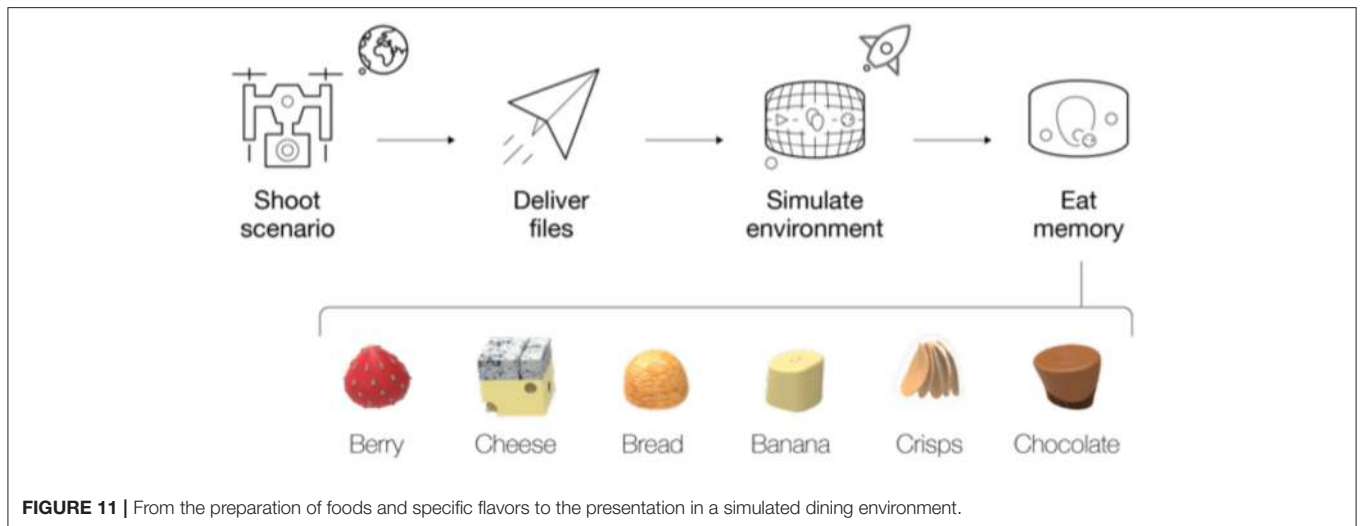 Shoot
scenario
Deliver
files
Simulate
environment
Eat
memory
Berry
Cheese
Bread
Banana
Crisps
Chocolate
FIGURE 11 | From the preparation of foods and specific flavors to the presentation in a simulated dining environment.